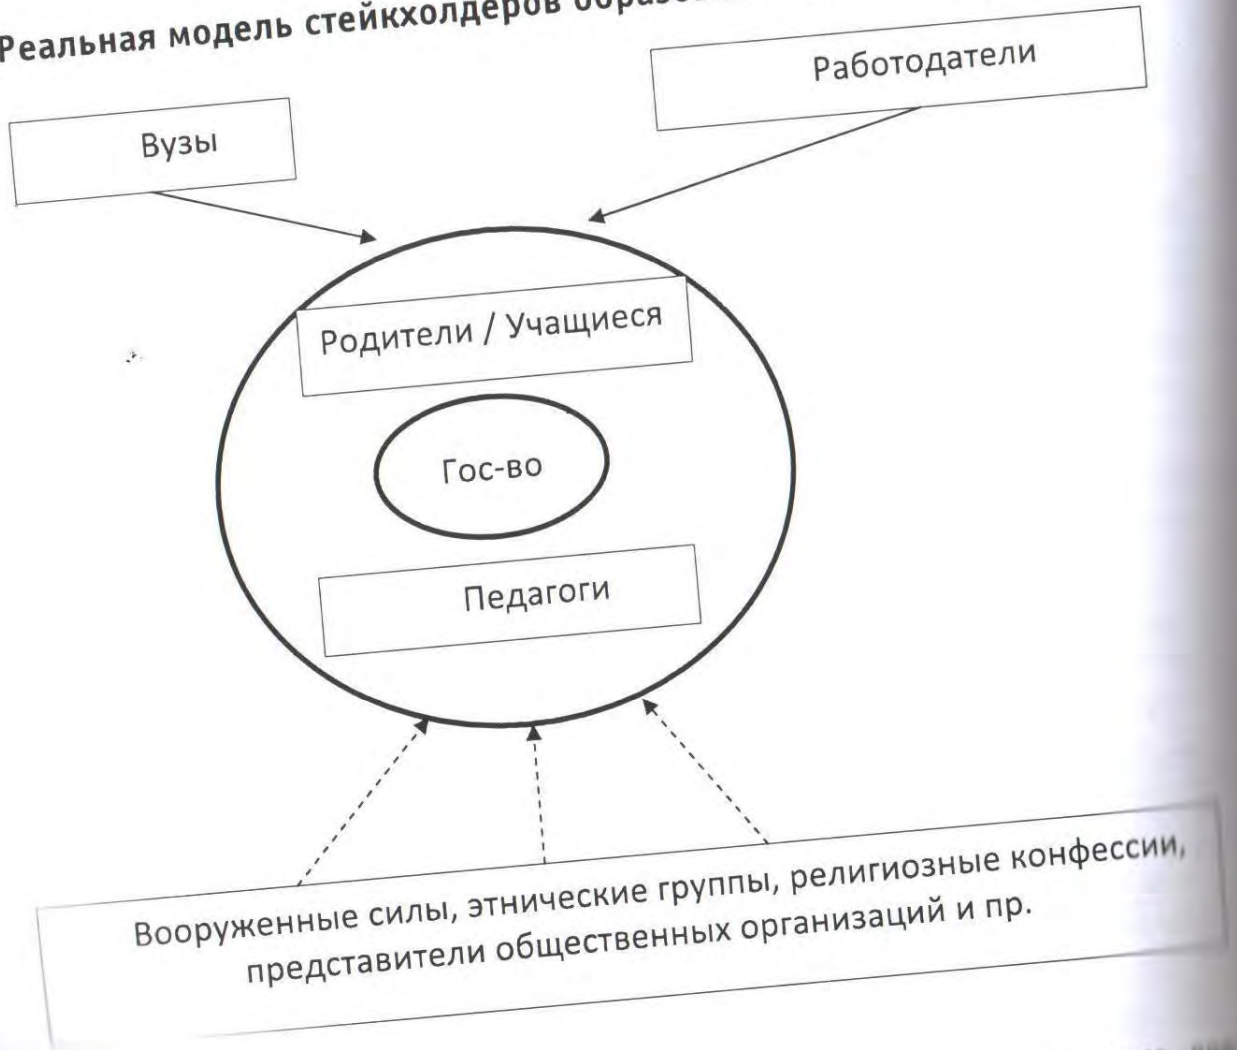 Реальная модель стейкхолдеров
Работодатели
Вузы
Родители / Учащиеся
Гос-во
Педагоги
Вооруженные силы, этнические группы, религиозные конфессии,
представители общественных организаций и пр.